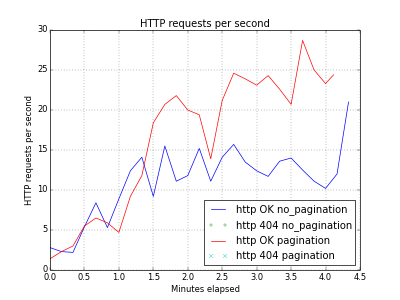 HTTP requests per second
30
25
20
15
10
5
0
HTTP requests per second
0.0 0.5 1.0 1.5 2.0 2.5 3.0 3.5 4.0 4.5
Minutes elapsed
http OK no_pagination
http 404 no_pagination
http OK pagination
http 404 pagination